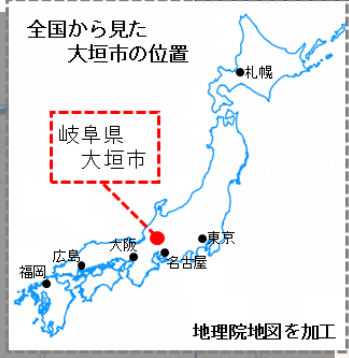 全国から見た
大垣市の位置
札幌
岐阜県
大垣市
東京
大阪
名古屋
広島
福岡
地理院地図を加工